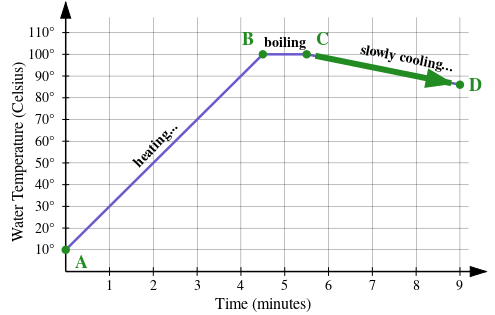 110°
100°
90°
80°
70°
60°
50°
40°
30°
20°
10°
Water Temperature (Celsius)
B
boiling
C
slowly cooling...
D
heating...
A
1 2 3 4 5 6 7 8 9
Time (minutes)